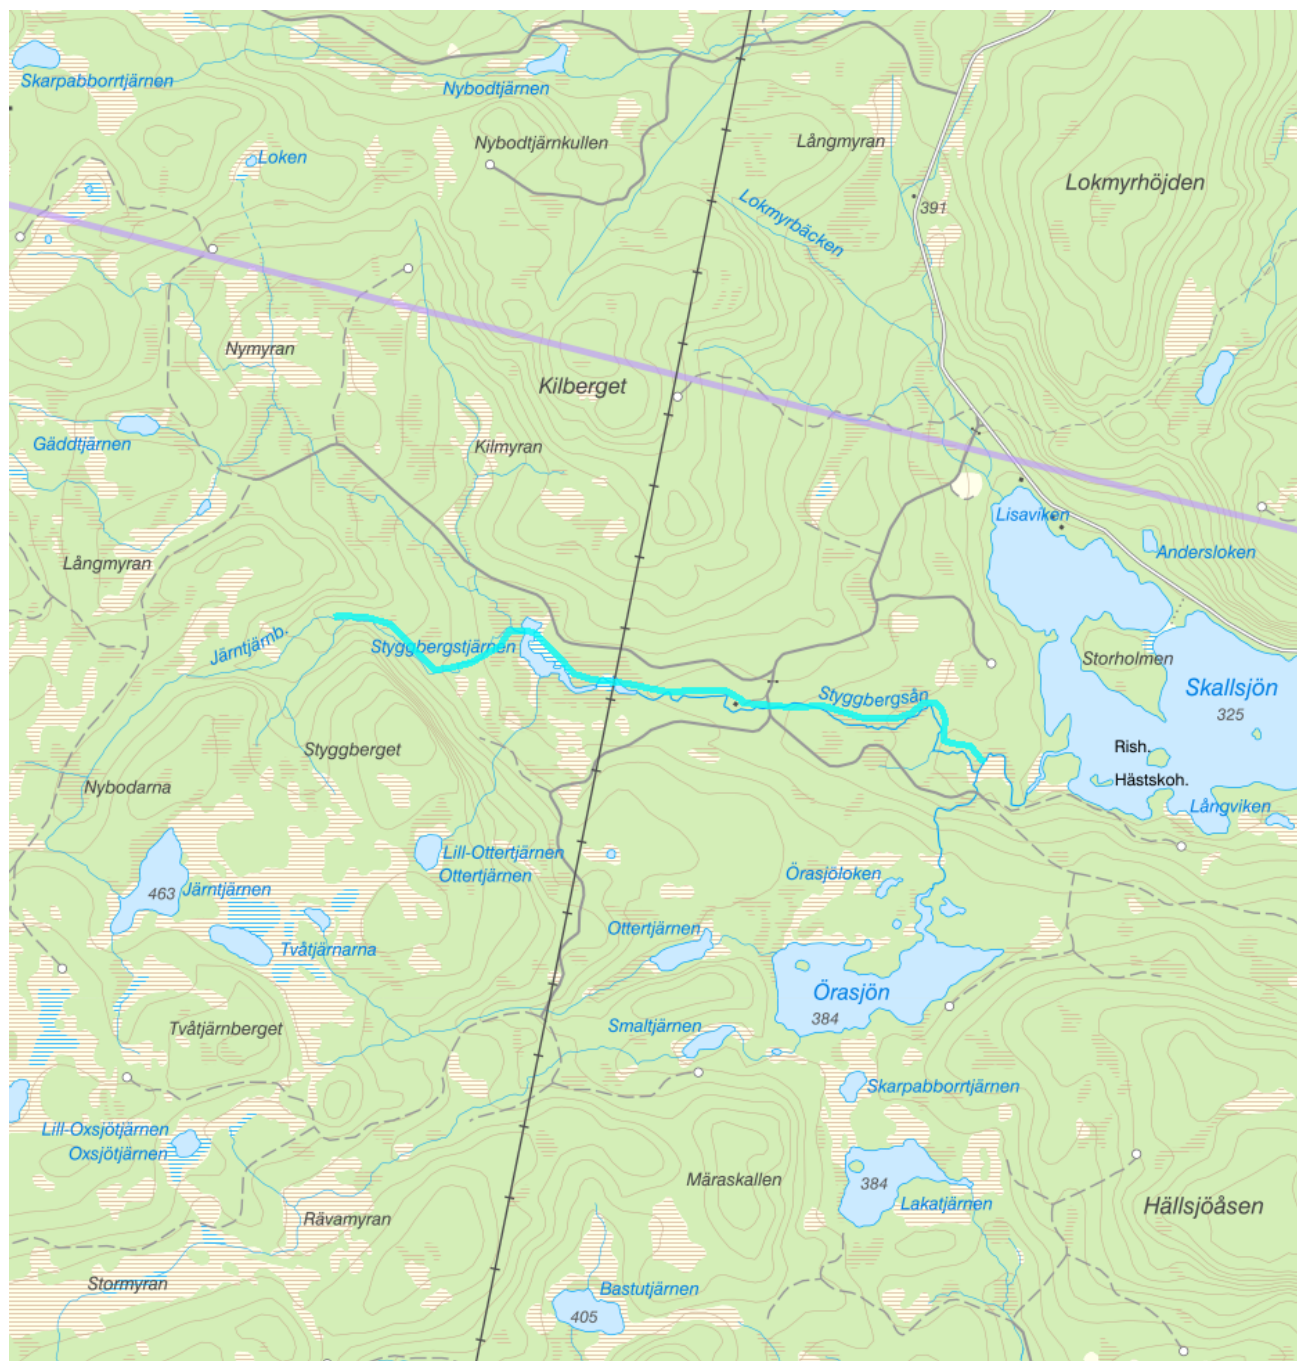 Skarpabborrtjärnen
Nybodtjärnen
Nybodtjärnkullen
Långmyran
Loken
Lokmyrhöjden
391
Lokmyrbäcken
Nymyran
Kilberget
Gäddtjärnen
Kilmyran
Lisaviken
Andersloken
Långmyran
Järntjärnb.
Styggbergstjärnen
Storholmen
Skallsjön
325
Styggbergsån
Styggberget
Rish.
Hästskoh.
Nybodarna
Långviken
Lill-Ottertjärnen
Ottertjärnen
Örasjöloken
463
Järntjärnen
Ottertjärnen
Tvåtjärnarna
Örasjön
384
Tvåtjärnberget
Smaltjärnen
Skarpabborrtjärnen
Lill-Oxsjötjärnen
Oxsjötjärnen
Märaskallen
384
Lakatjärnen
Hällsjöåsen
Rävamyran
Stormyran
Bastutjärnen
405